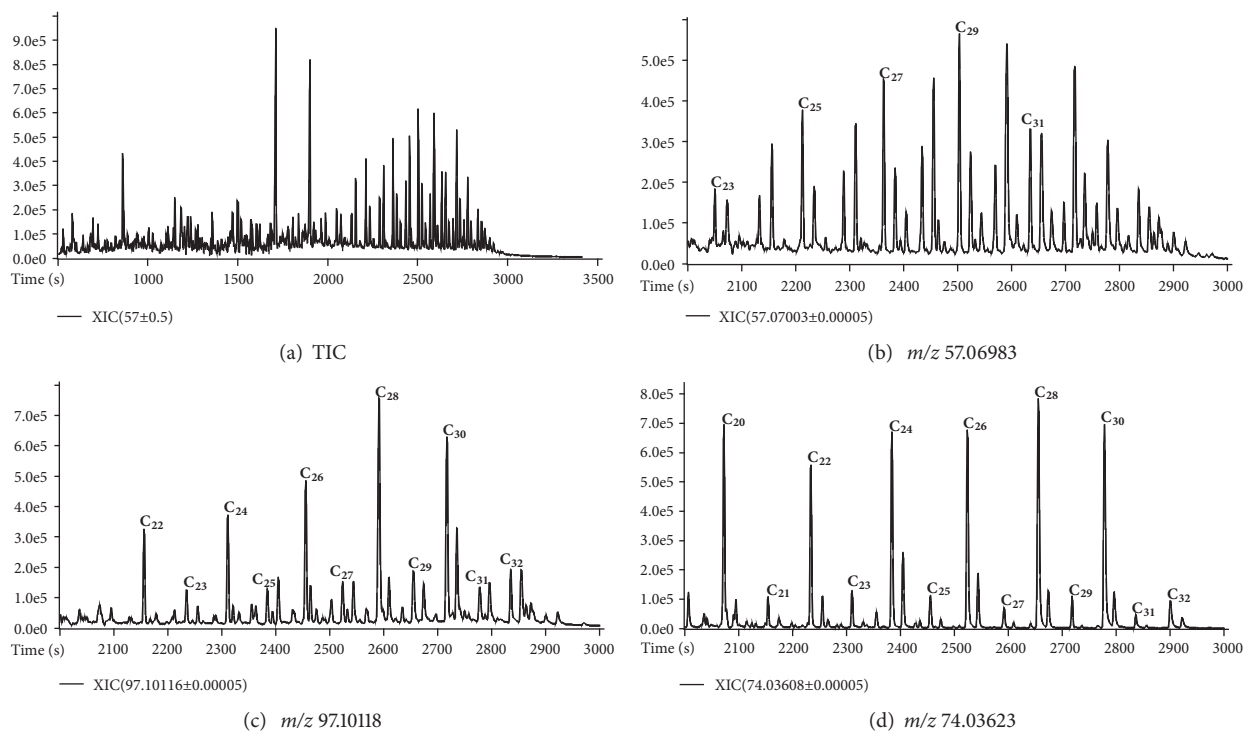 9.0e5
8.0e5
7.0e5
6.0e5
5.0e5
4.0e5
3.0e5
2.0e5
1.0e5
0.0e0
Time (s)
1000 1500 2000 2500 3000 3500
XIC(57±0.5)
(a) TIC
5.0e5
4.0e5
3.0e5
2.0e5
1.0e5
0.0e0
C23
C25
C27
C29
C31
Time (s)
2100 2200 2300 2400 2500 2600 2700 2800 2900 3000
XIC(57.07003±0.00005)
(b) m/z 57.06983
7.0e5
6.0e5
5.0e5
4.0e5
3.0e5
2.0e5
1.0e5
0.0e0
C22
C23
C24
C25
C26
C27
C28
C29
C30
C31
C32
Time (s)
2100 2200 2300 2400 2500 2600 2700 2800 2900 3000
XIC(97.10116±0.00005)
(c) m/z 97.10118
8.0e5
7.0e5
6.0e5
5.0e5
4.0e5
3.0e5
2.0e5
1.0e5
0.0e0
C20
C21
C22
C23
C24
C25
C26
C27
C28
C29
C30
C31
C32
Time (s)
2100 2200 2300 2400 2500 2600 2700 2800 2900 3000
XIC(74.03608±0.00005)
(d) m/z 74.03623